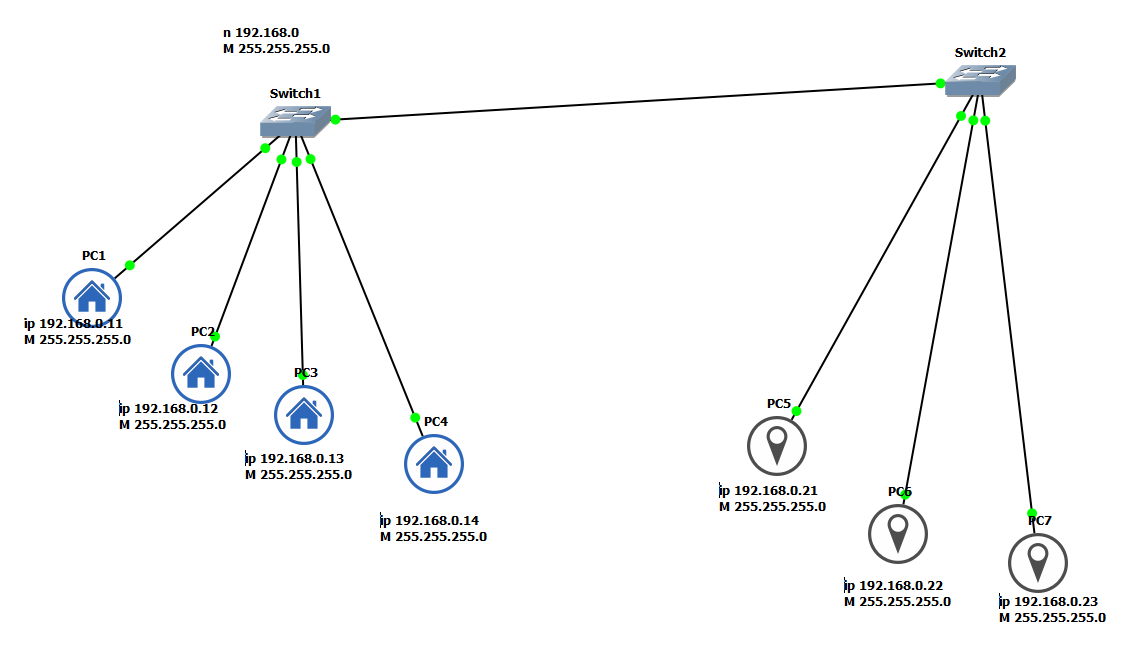 n 192.168.0
M 255.255.255.0
Switch2
Switch1
PC1
ip 192.168.0.11
M 255.255.255.0
PC2
ip 192.168.0.12
M 255.255.255.0
PC3
ip 192.168.0.13
M 255.255.255.0
PC4
ip 192.168.0.14
M 255.255.255.0
PC5
ip 192.168.0.21
M 255.255.255.0
PC6
ip 192.168.0.22
M 255.255.255.0
PC7
ip 192.168.0.23
M 255.255.255.0